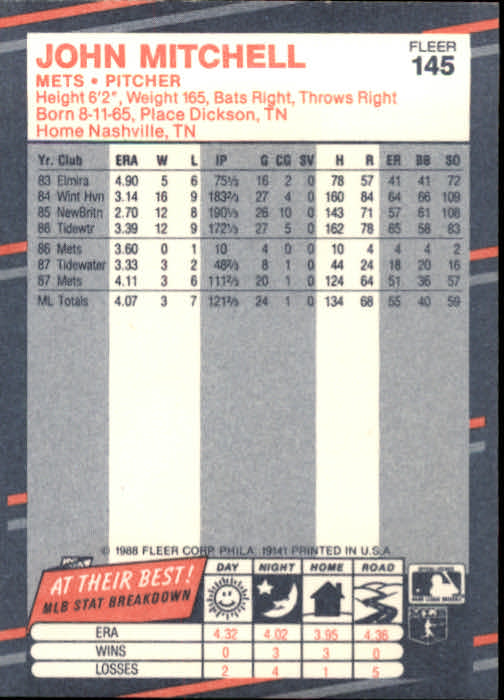 JOHN MITCHELL
FLEER
145
METS • PITCHER
Height 6'2", Weight 165, Bats Right, Throws Right
Born 8-11-65, Place Dickson, TN
Home Nashville, TN
Yr. Club ERA W L IP G CG SV H R ER BB SO
83 Elmira 4.90 5 6 75⅓ 16 2 0 78 57 41 41 72
84 Wint Hvn 3.14 16 9 183⅔ 27 4 0 160 84 64 66 109
85 NewBritn 2.70 12 8 190⅓ 26 10 0 143 71 57 61 108
86 Tidewtr 3.39 12 9 172⅓ 27 5 0 162 78 65 58 83
86 Mets 3.60 0 1 10 4 0 0 10 4 4 4 2
87 Tidewater 3.33 3 2 48⅔ 8 1 0 44 24 18 20 16
87 Mets 4.11 3 6 111⅔ 20 1 0 124 64 51 36 57
ML Totals 4.07 3 7 121⅔ 24 1 0 134 68 55 40 59
© 1988 FLEER CORP. PHILA. 19141 PRINTED IN U.S.A.
AT THEIR BEST!
MLB STAT BREAKDOWN
DAY NIGHT HOME ROAD
ERA 4.32 4.02 3.95 4.36
WINS 0 3 3 0
LOSSES 2 4 1 5